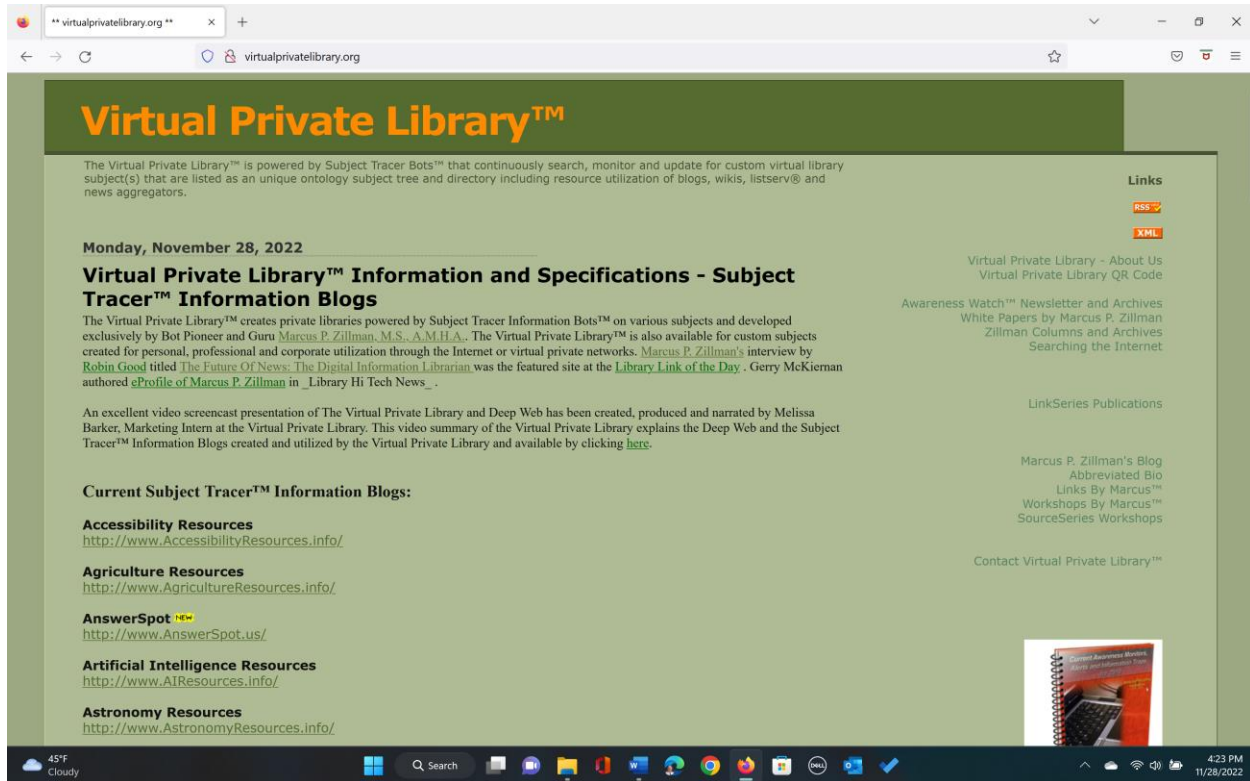 ** virtualprivatelibrary.org **
virtualprivatelibrary.org
Virtual Private Library™
The Virtual Private Library™ is powered by Subject Tracer Bots™ that continuously search, monitor and update for custom virtual library
subject(s) that are listed as an unique ontology subject tree and directory including resource utilization of blogs, wikis, listserv® and
news aggregators.
Monday, November 28, 2022
Virtual Private Library™ Information and Specifications - Subject
Tracer™ Information Blogs
The Virtual Private Library™ creates private libraries powered by Subject Tracer Information Bots™ on various subjects and developed
exclusively by Bot Pioneer and Guru Marcus P. Zillman, M.S., A.M.H.A.. The Virtual Private Library™ is also available for custom subjects
created for personal, professional and corporate utilization through the Internet or virtual private networks. Marcus P. Zillman's interview by
Robin Good titled The Future Of News: The Digital Information Librarian was the featured site at the Library Link of the Day . Gerry McKiernan
authored eProfile of Marcus P. Zillman in _Library Hi Tech News_ .
An excellent video screencast presentation of The Virtual Private Library and Deep Web has been created, produced and narrated by Melissa
Barker, Marketing Intern at the Virtual Private Library. This video summary of the Virtual Private Library explains the Deep Web and the Subject
Tracer™ Information Blogs created and utilized by the Virtual Private Library and available by clicking here.
Current Subject Tracer™ Information Blogs:
Accessibility Resources
http://www.AccessibilityResources.info/
Agriculture Resources
http://www.AgricultureResources.info/
AnswerSpot NEW
http://www.AnswerSpot.us/
Artificial Intelligence Resources
http://www.AIResources.info/
Astronomy Resources
http://www.AstronomyResources.info/
Links
RSS
XML
Virtual Private Library - About Us
Virtual Private Library QR Code
Awareness Watch™ Newsletter and Archives
White Papers by Marcus P. Zillman
Zillman Columns and Archives
Searching the Internet
LinkSeries Publications
Marcus P. Zillman's Blog
Abbreviated Bio
Links By Marcus™
Workshops By Marcus™
SourceSeries Workshops
Contact Virtual Private Library™
Current Awareness Monitors,
Alerts and Information Traps
45°F
Cloudy
Search
DELL
4:23 PM
11/28/2022